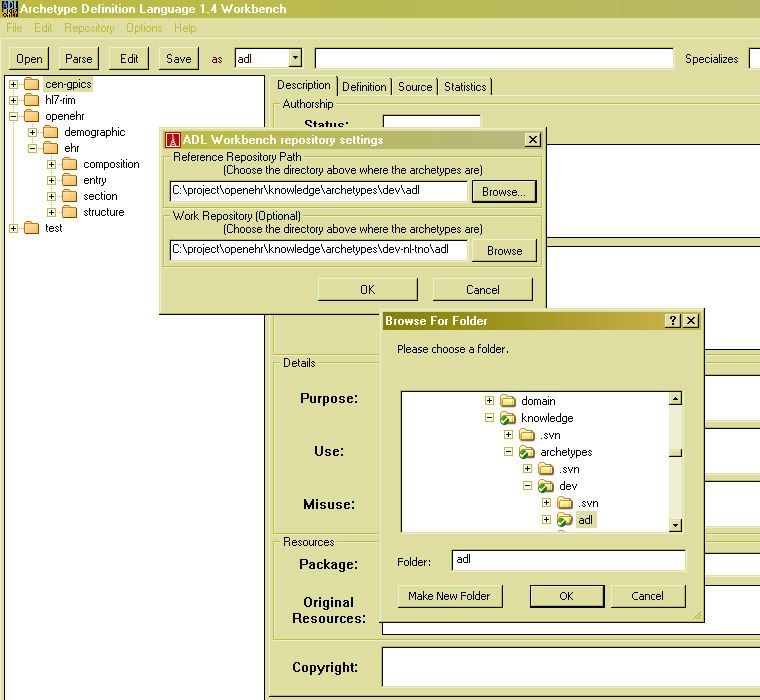 Archetype Definition Language 1.4 Workbench
File Edit Repository Options Help
Open Parse Edit Save as adl Specializes
cen-gpics
hl7-rim
openehr
demographic
ehr
composition
entry
section
structure
test
Description Definition Source Statistics
Authorship
Status:
ADL Workbench repository settings
Reference Repository Path
(Choose the directory above where the archetypes are)
C:\project\openehr\knowledge\archetypes\dev\adl Browse...
Work Repository (Optional)
(Choose the directory above where the archetypes are)
C:\project\openehr\knowledge\archetypes\dev-nl-tno\adl Browse
OK Cancel
Browse For Folder
Please choose a folder.
domain
knowledge
.svn
archetypes
.svn
dev
.svn
adl
Folder: adl
Make New Folder OK Cancel
Details
Purpose:
Use:
Misuse:
Resources
Package:
Original
Resources:
Copyright: